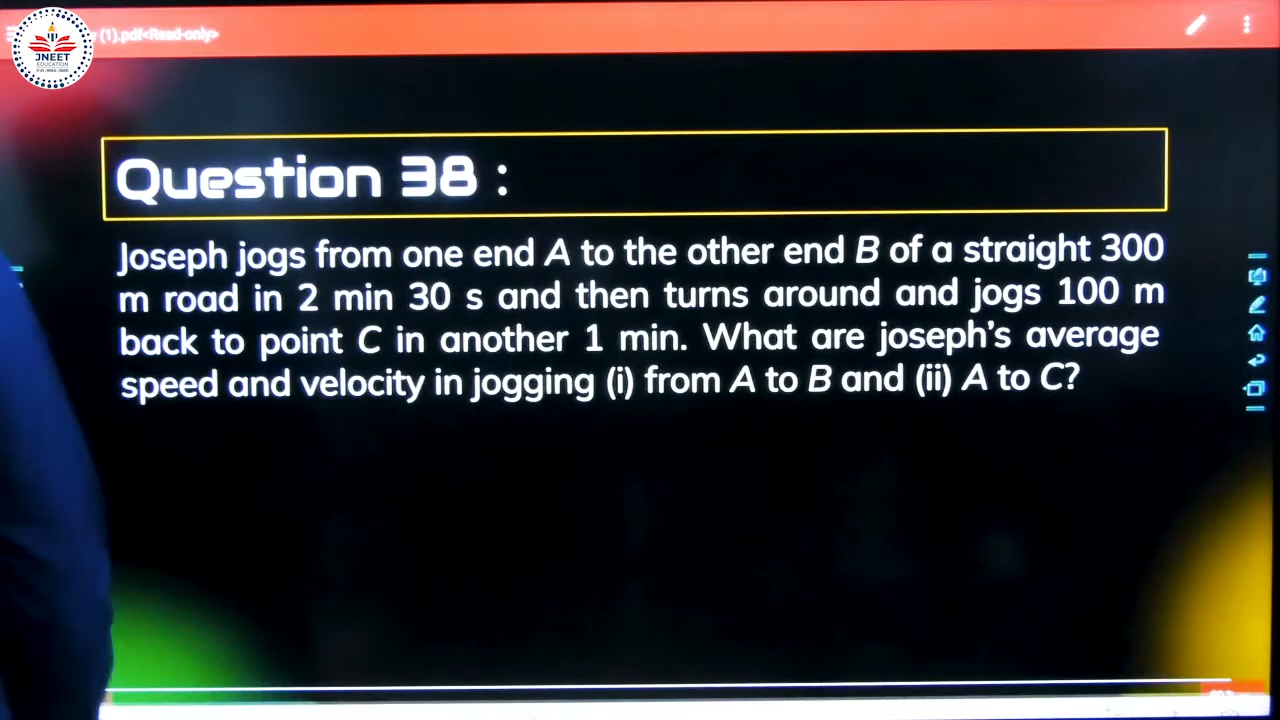 (1).pdf<Read-only>
JNEET
EDUCATION
Question 38 :
Joseph jogs from one end A to the other end B of a straight 300
m road in 2 min 30 s and then turns around and jogs 100 m
back to point C in another 1 min. What are joseph's average
speed and velocity in jogging (i) from A to B and (ii) A to C?